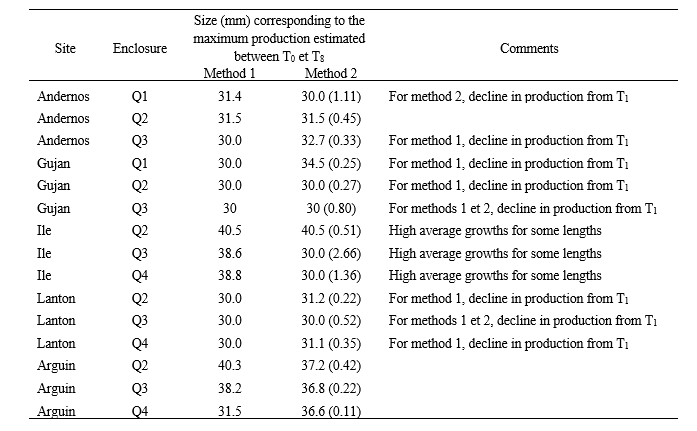 Size (mm) corresponding to the
maximum production estimated
Site Enclosure between T0 et T8 Comments
Method 1 Method 2
Andernos Q1 31.4 30.0 (1.11) For method 2, decline in production from T1
Andernos Q2 31.5 31.5 (0.45)
Andernos Q3 30.0 32.7 (0.33) For method 1, decline in production from T1
Gujan Q1 30.0 34.5 (0.25) For method 1, decline in production from T1
Gujan Q2 30.0 30.0 (0.27) For method 1, decline in production from T1
Gujan Q3 30 30 (0.80) For methods 1 et 2, decline in production from T1
Ile Q2 40.5 40.5 (0.51) High average growths for some lengths
Ile Q3 38.6 30.0 (2.66) High average growths for some lengths
Ile Q4 38.8 30.0 (1.36) High average growths for some lengths
Lanton Q2 30.0 31.2 (0.22) For method 1, decline in production from T1
Lanton Q3 30.0 30.0 (0.52) For methods 1 et 2, decline in production from T1
Lanton Q4 30.0 31.1 (0.35) For method 1, decline in production from T1
Arguin Q2 40.3 37.2 (0.42)
Arguin Q3 38.2 36.8 (0.22)
Arguin Q4 31.5 36.6 (0.11)